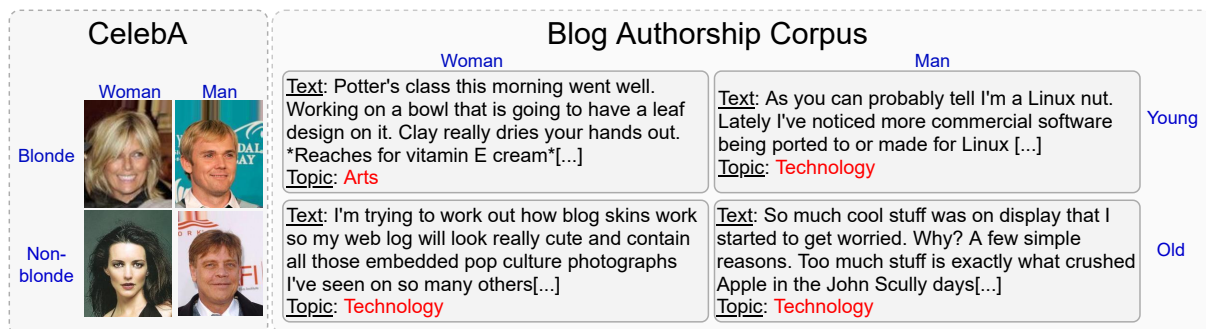 CelebA
Woman Man
Blonde
Non-
blonde
Blog Authorship Corpus
Woman
Man
Text: Potter's class this morning went well.
Working on a bowl that is going to have a leaf
design on it. Clay really dries your hands out.
*Reaches for vitamin E cream*[...]
Topic: Arts
Text: As you can probably tell I'm a Linux nut.
Lately I've noticed more commercial software
being ported to or made for Linux [...]
Topic: Technology
Young
Text: I'm trying to work out how blog skins work
so my web log will look really cute and contain
all those embedded pop culture photographs
I've seen on so many others[...]
Topic: Technology
Text: So much cool stuff was on display that I
started to get worried. Why? A few simple
reasons. Too much stuff is exactly what crushed
Apple in the John Scully days[...]
Topic: Technology
Old